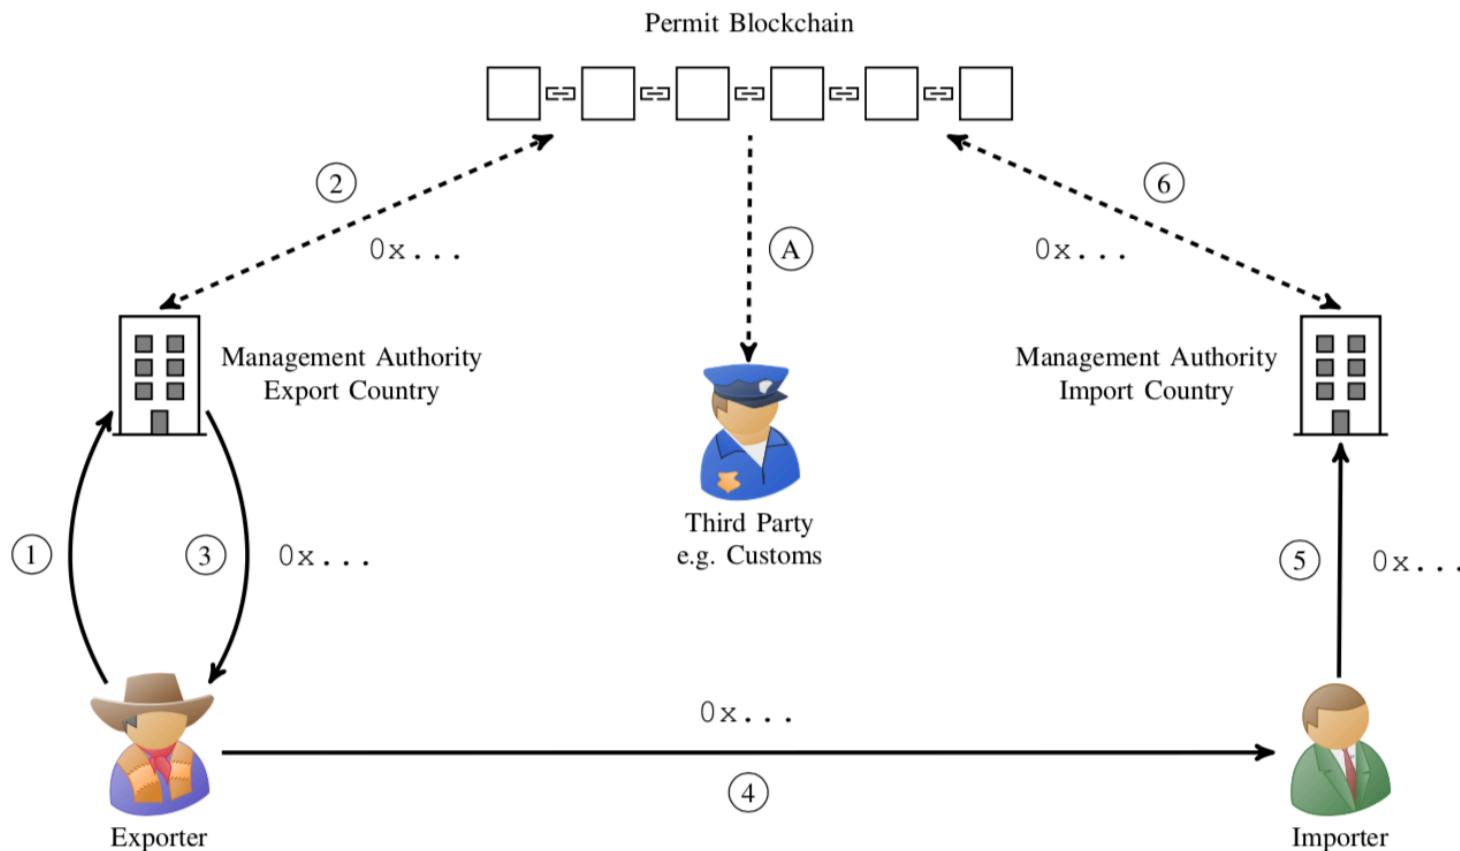 Permit Blockchain
2
6
0x...
A
0x...
Management Authority
Export Country
Management Authority
Import Country
Third Party
e.g. Customs
1
3
0x...
5
0x...
0x...
4
Exporter
Importer